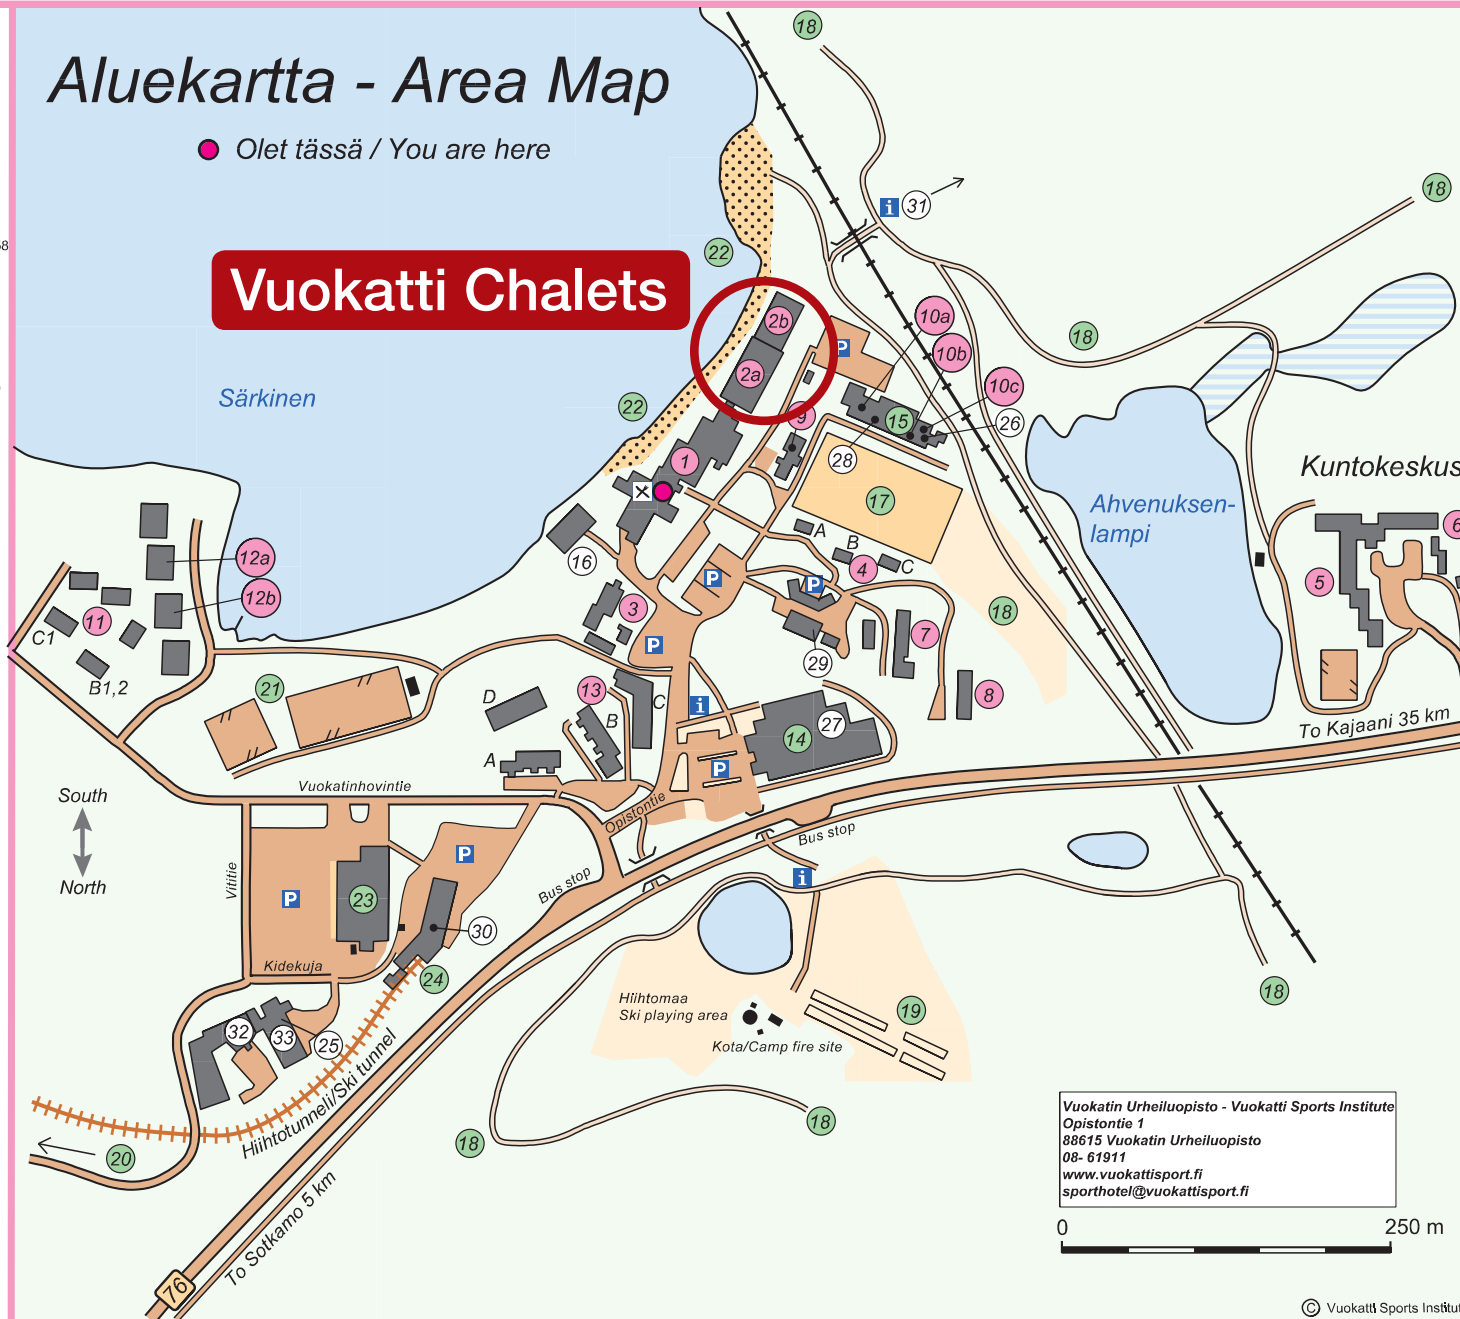 Aluekartta - Area Map
Olet tässä / You are here
18
18
31
22
58
Vuokatti Chalets
2b
2a
P
10a
10b
10c
18
22
Särkinen
9
15
26
28
1
17
Kuntokeskus
6
Ahvenuksen-
lampi
5
A
B
4
C
16
12a
12b
P
P
3
18
11
C1
B1,2
7
29
P
8
21
13
D
B
C
A
14
27
P
To Kajaani 35 km
Vuokatinhovintie
Opistontie
Bus stop
Bus stop
South
North
Vititie
P
P
23
30
24
Kidekuja
32
33
25
Hiihtotunneli/Ski tunnel
20
18
18
18
19
Hiihtomaa
Ski playing area
Kota/Camp fire site
To Sotkamo 5 km
76
Vuokatin Urheiluopisto - Vuokatti Sports Institute
Opistontie 1
88615 Vuokatin Urheiluopisto
08- 61911
www.vuokattisport.fi
sporthotel@vuokattisport.fi
0
250 m
© Vuokatti Sports Institut